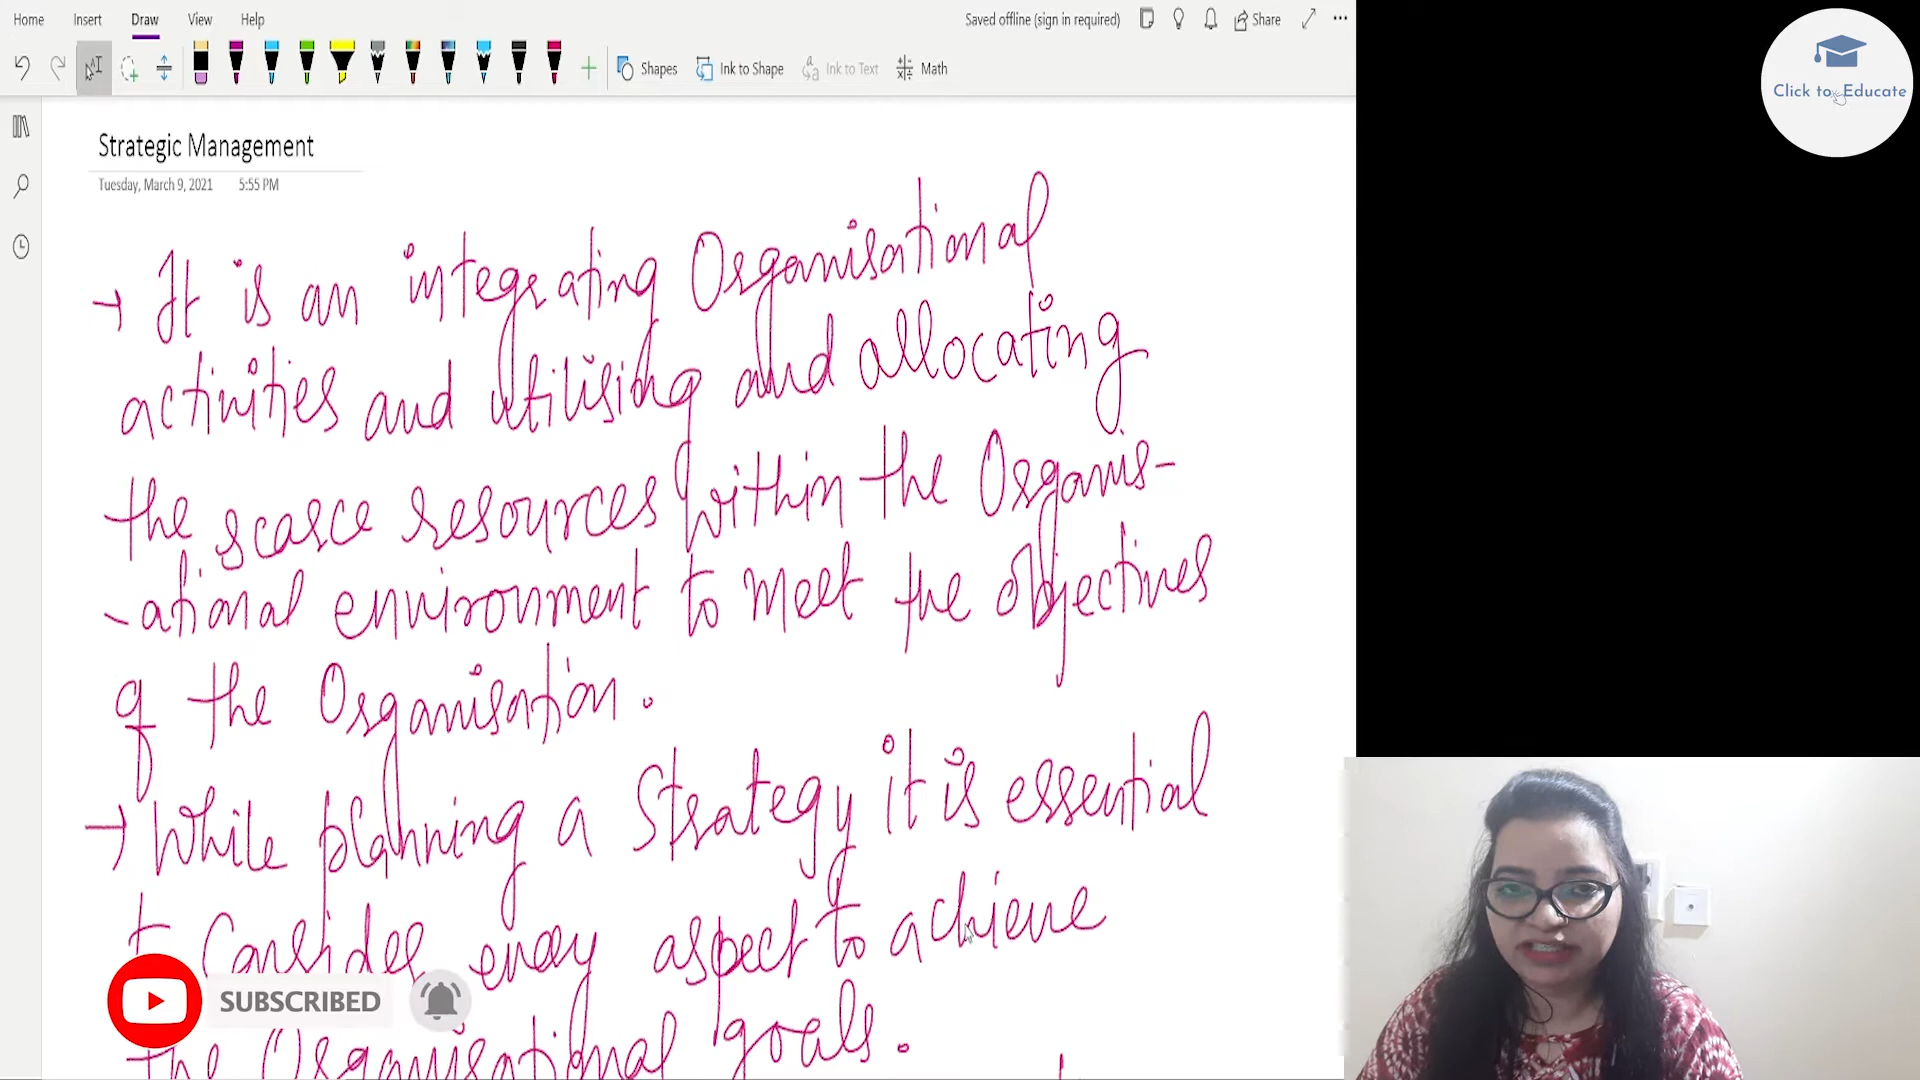 Home Insert Draw View Help Saved offline (sign in required) Share
Shapes Ink to Shape Ink to Text Math
Click to Educate
Strategic Management
Tuesday, March 9, 2021 5:55 PM
→ It is an integrating Organisational
activities and utilising and allocating
the scarce resources within the Organis-
-ational environment to meet the objectives
of the Organisation.
→ While planning a Strategy it is essential
to Consider every aspect to achieve
the Organisational goals.
SUBSCRIBED